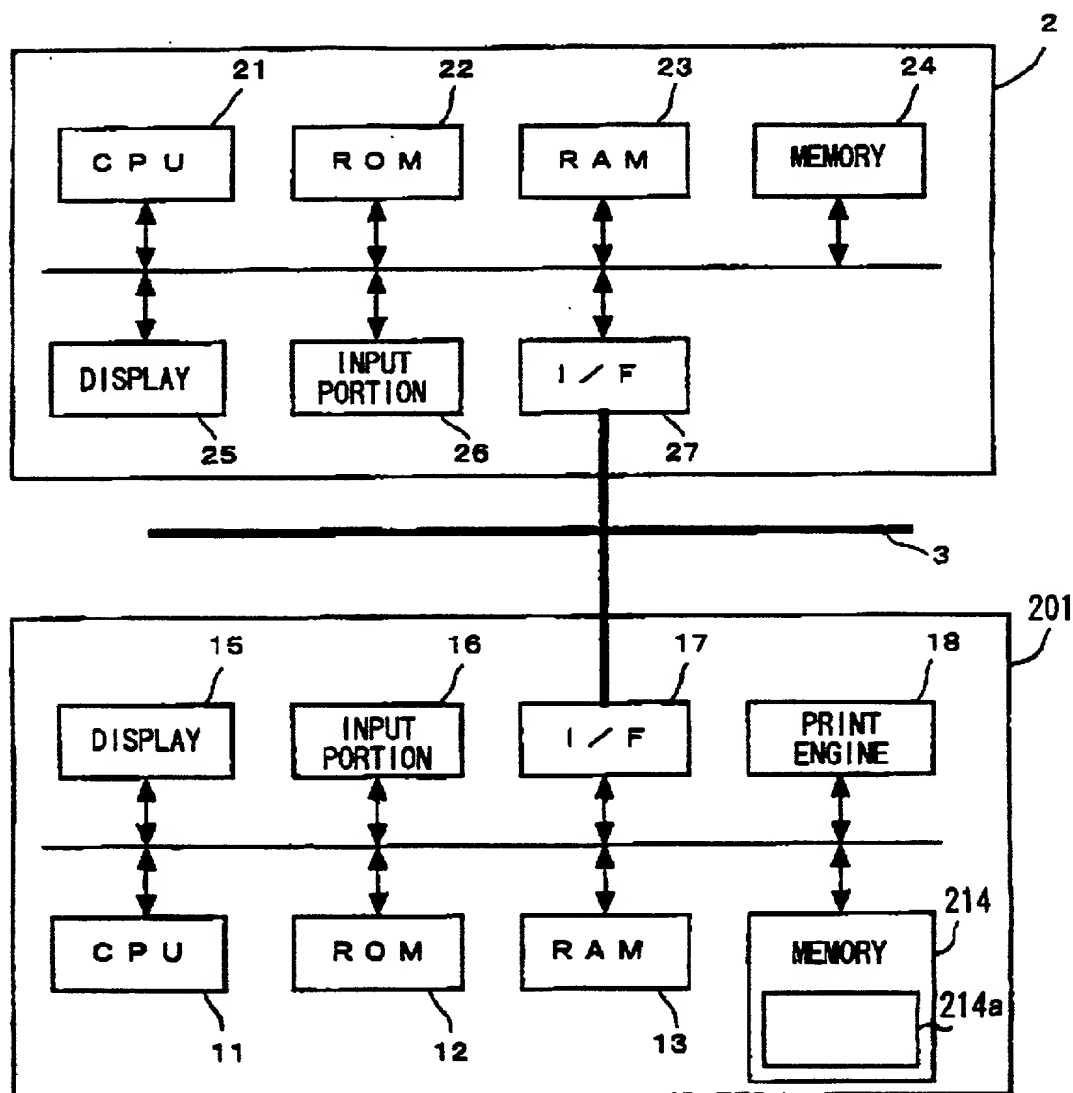 2
21 22 23 24
CPU ROM RAM MEMORY
DISPLAY INPUT
PORTION I/F
25 26 27
3
201
15 16 17 18
DISPLAY INPUT
PORTION I/F PRINT
ENGINE
CPU ROM RAM MEMORY
214
214a
11 12 13